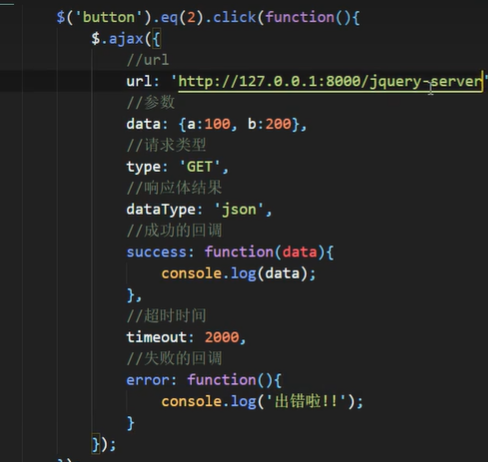 $('button').eq(2).click(function(){
$.ajax({
//url
url: 'http://127.0.0.1:8000/jquery-server'
//参数
data: {a:100, b:200},
//请求类型
type: 'GET',
//响应体结果
dataType: 'json',
//成功的回调
success: function(data){
console.log(data);
},
//超时时间
timeout: 2000,
//失败的回调
error: function(){
console.log('出错啦!!');
}
});